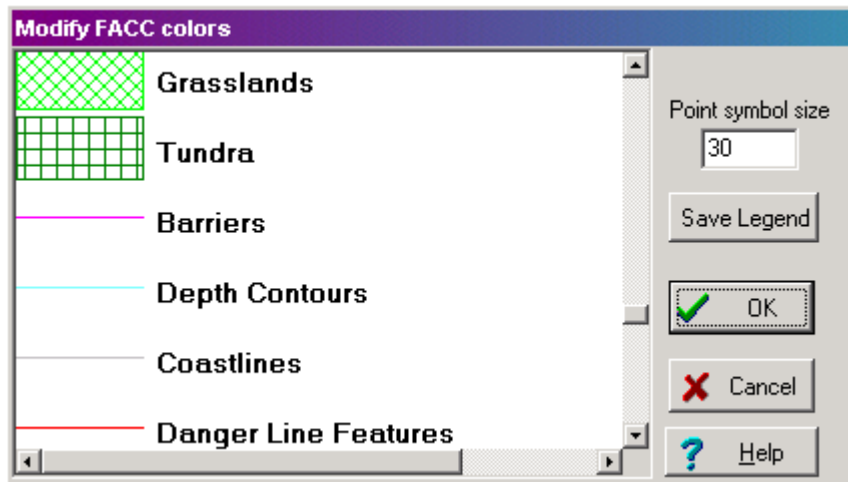 Modify FACC colors
Grasslands
Tundra
Barriers
Depth Contours
Coastlines
Danger Line Features
Point symbol size
30
Save Legend
OK
Cancel
Help